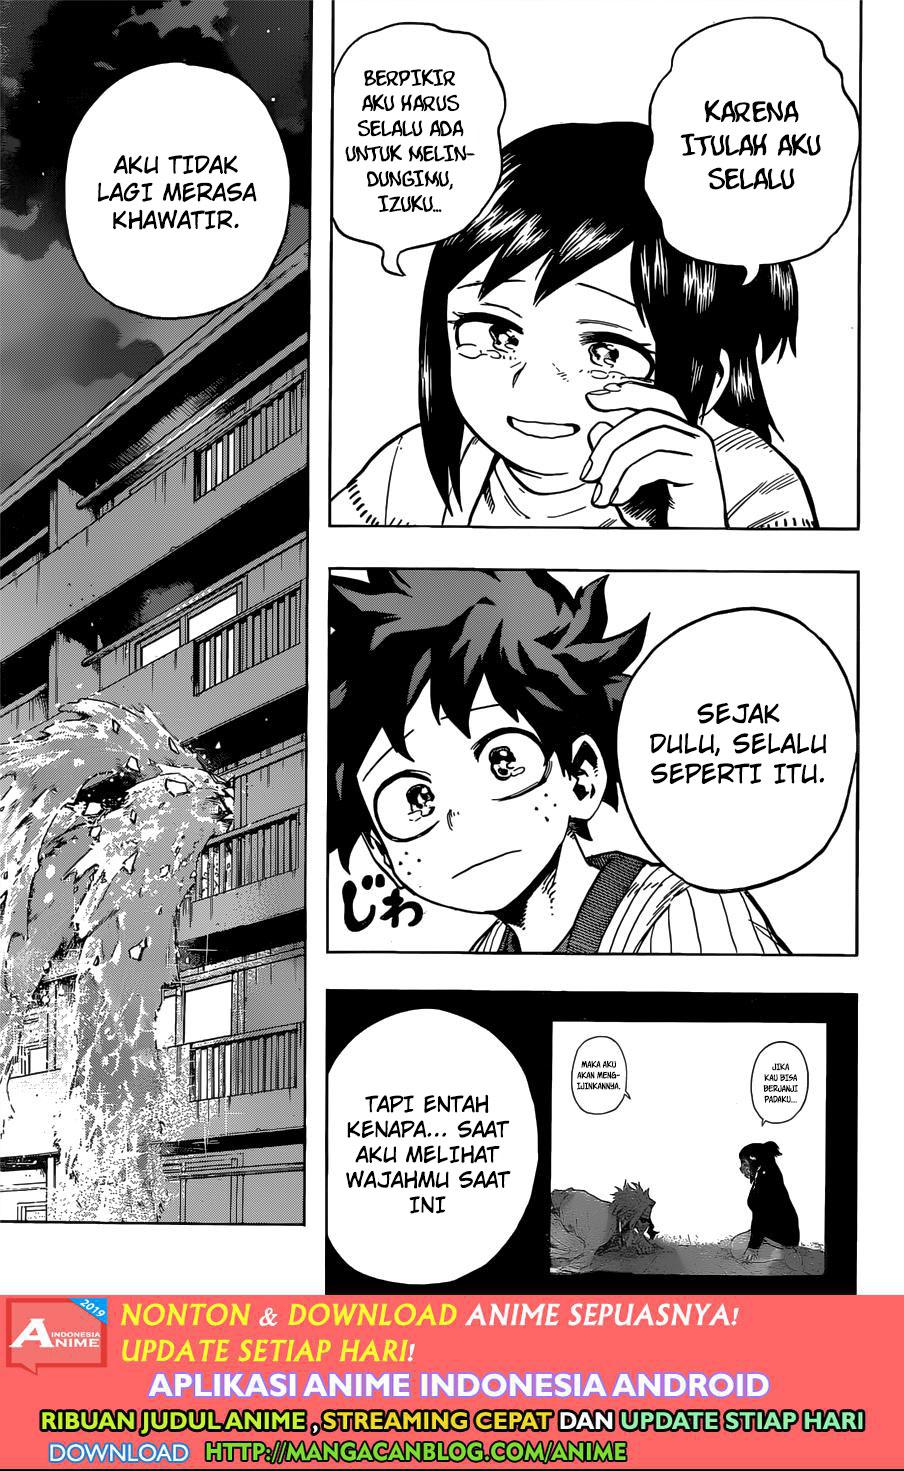 KARENA
ITULAH AKU
SELALU
BERPIKIR
AKU HARUS
SELALU ADA
UNTUK MELIN-
DUNGIMU,
IZUKU...
SEJAK
DULU, SELALU
SEPERTI ITU.
じわ
JIKA
KAU BISA
BERJANJI
PADAKU...
MAKA AKU
AKAN MENG-
IJINKANNYA.
TAPI ENTAH
KENAPA... SAAT
AKU MELIHAT
WAJAHMU SAAT
INI
AKU TIDAK
LAGI MERASA
KHAWATIR.
2019
INDONESIA
ANIME
NONTON & DOWNLOAD ANIME SEPUASNYA!
UPDATE SETIAP HARI!
APLIKASI ANIME INDONESIA ANDROID
RIBUAN JUDUL ANIME , STREAMING CEPAT DAN UPDATE STIAP HARI
DOWNLOAD HTTP://MANGACANBLOG.COM/ANIME